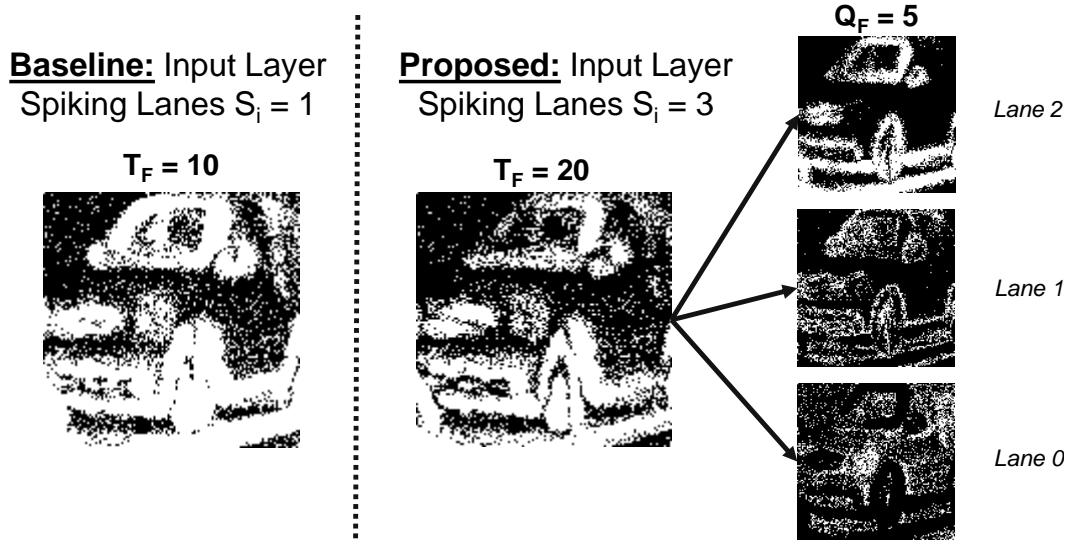 Baseline: Input Layer
Spiking Lanes S_i = 1
T_F = 10
Proposed: Input Layer
Spiking Lanes S_i = 3
T_F = 20
Q_F = 5
Lane 2
Lane 1
Lane 0